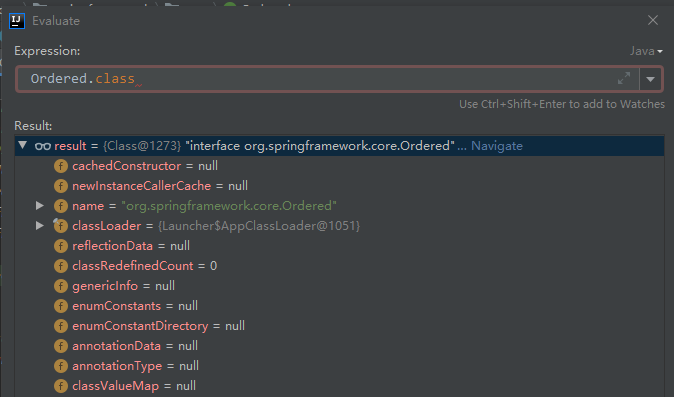 Evaluate
Expression:
Java
Ordered.class
Use Ctrl+Shift+Enter to add to Watches
Result:
result = {Class@1273} "interface org.springframework.core.Ordered" ... Navigate
f cachedConstructor = null
f newInstanceCallerCache = null
f name = "org.springframework.core.Ordered"
f classLoader = {Launcher$AppClassLoader@1051}
f reflectionData = null
f classRedefinedCount = 0
f genericInfo = null
f enumConstants = null
f enumConstantDirectory = null
f annotationData = null
f annotationType = null
f classValueMap = null